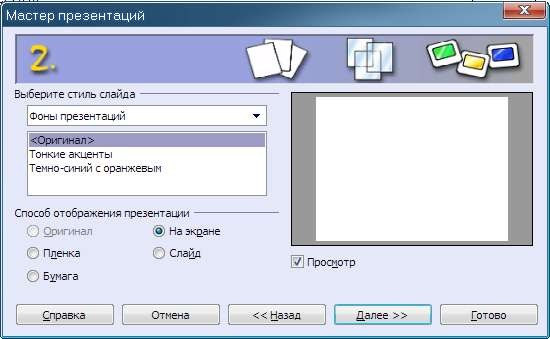 Мастер презентаций
2.
Выберите стиль слайда
Фоны презентаций
<Оригинал>
Тонкие акценты
Темно-синий с оранжевым
Способ отображения презентации
Оригинал
На экране
Пленка
Слайд
Бумага
Просмотр
Справка
Отмена
<< Назад
Далее >>
Готово